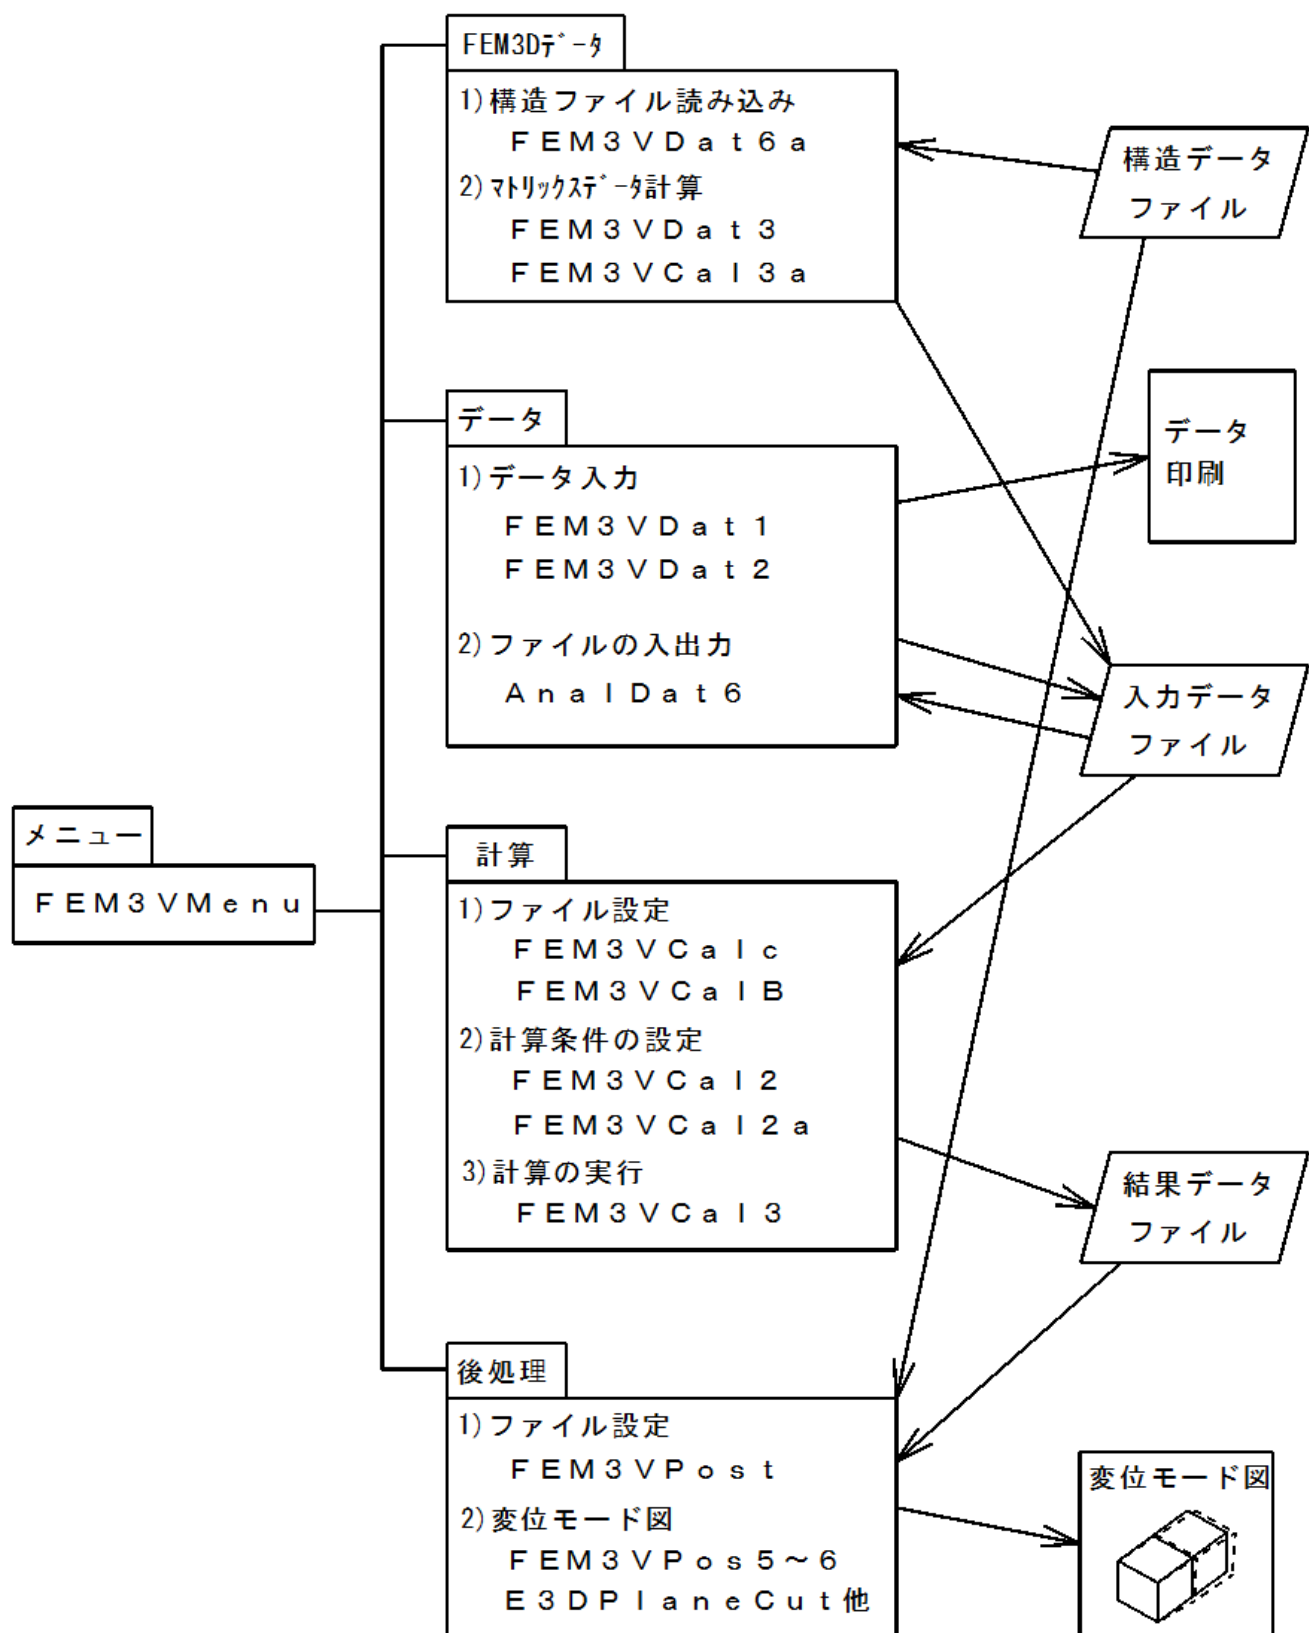 FEM3Dﾃﾞｰﾀ
1)構造ファイル読み込み
ＦＥＭ３ＶＤａｔ６ａ
2)ﾏﾄﾘｯｸｽﾃﾞｰﾀ計算
ＦＥＭ３ＶＤａｔ３
ＦＥＭ３ＶＣａｌ３ａ
構造データ
ファイル
データ
1)データ入力
ＦＥＭ３ＶＤａｔ１
ＦＥＭ３ＶＤａｔ２
2)ファイルの入出力
ＡｎａｌＤａｔ６
データ
印刷
入力データ
ファイル
メニュー
ＦＥＭ３ＶＭｅｎｕ
計算
1)ファイル設定
ＦＥＭ３ＶＣａｌｃ
ＦＥＭ３ＶＣａｌＢ
2)計算条件の設定
ＦＥＭ３ＶＣａｌ２
ＦＥＭ３ＶＣａｌ２ａ
3)計算の実行
ＦＥＭ３ＶＣａｌ３
結果データ
ファイル
後処理
1)ファイル設定
ＦＥＭ３ＶＰｏｓｔ
2)変位モード図
ＦＥＭ３ＶＰｏｓ５～６
Ｅ３ＤＰｌａｎｅＣｕｔ他
変位モード図